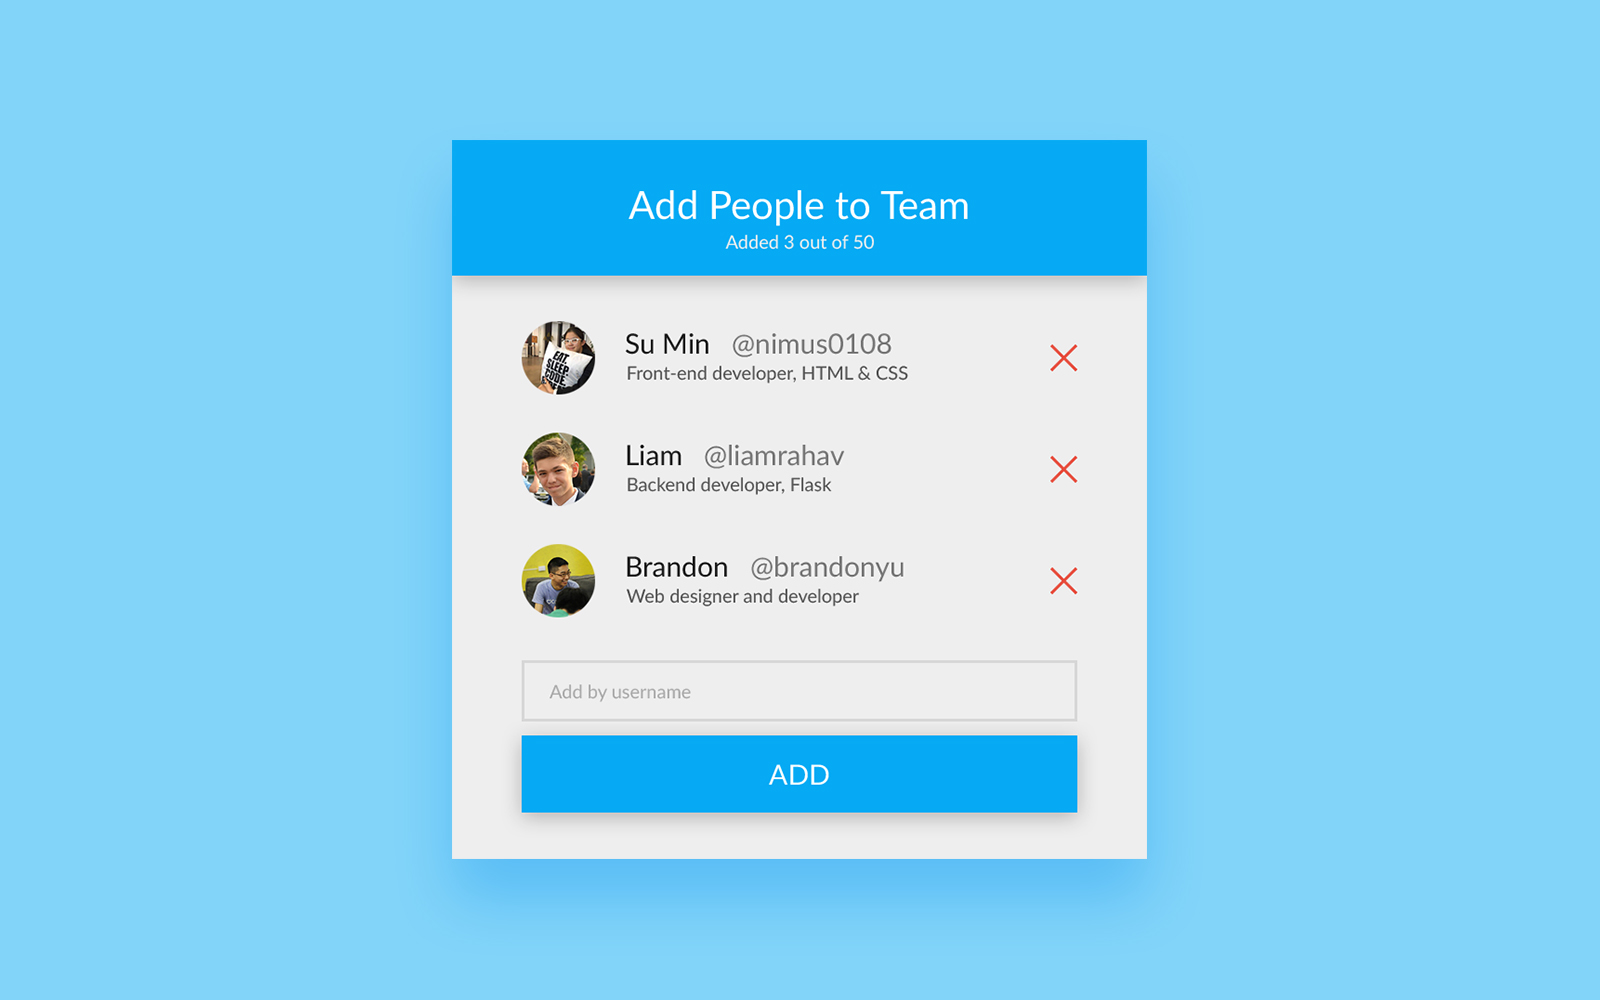 Add People to Team
Added 3 out of 50
EAT.
SLEEP.
CODE.
Su Min @nimus0108
Front-end developer, HTML & CSS
Liam @liamrahav
Backend developer, Flask
Brandon @brandonyu
Web designer and developer
Add by username
ADD